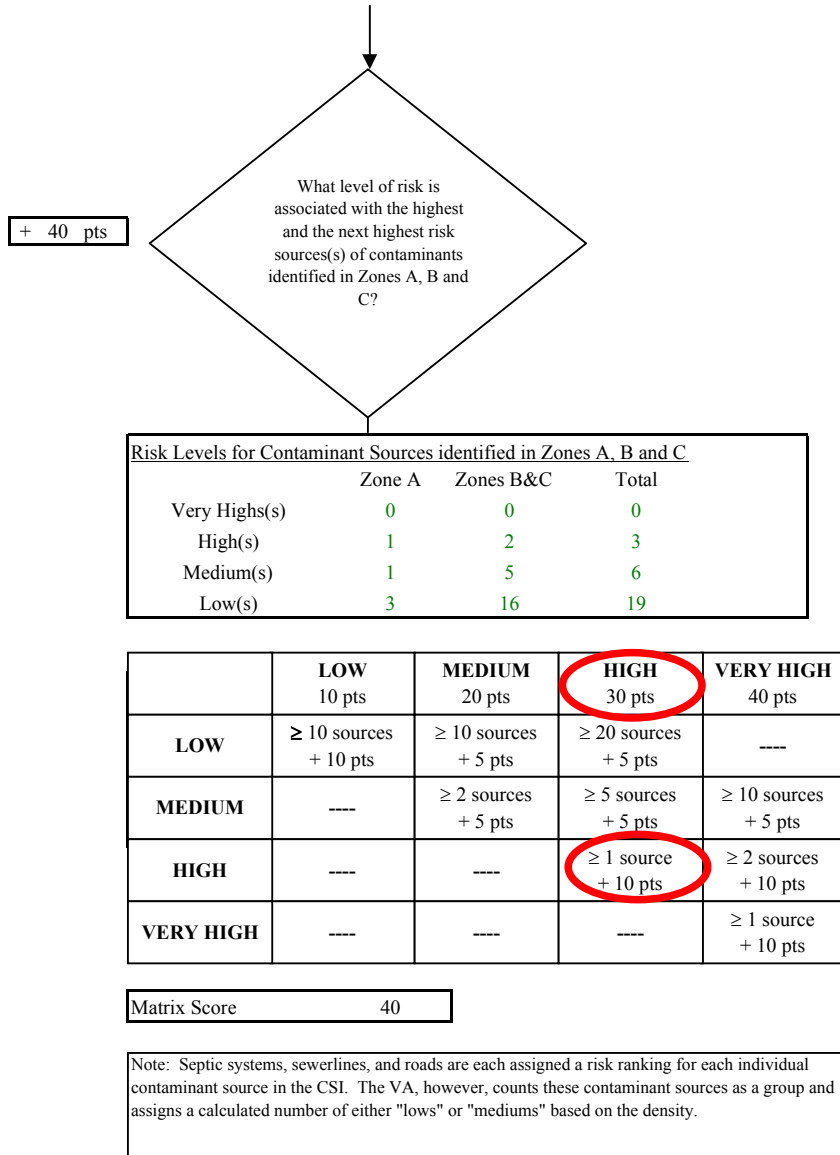 What level of risk is
associated with the highest
and the next highest risk
sources(s) of contaminants
identified in Zones A, B and
C?
+ 40 pts
Risk Levels for Contaminant Sources identified in Zones A, B and C
Zone A Zones B&C Total
Very Highs(s) 0 0 0
High(s) 1 2 3
Medium(s) 1 5 6
Low(s) 3 16 19
LOW MEDIUM HIGH VERY HIGH
10 pts 20 pts 30 pts 40 pts
LOW ≥ 10 sources ≥ 10 sources ≥ 20 sources ----
+ 10 pts + 5 pts + 5 pts
MEDIUM ---- ≥ 2 sources ≥ 5 sources ≥ 10 sources
+ 5 pts + 5 pts + 5 pts
HIGH ---- ---- ≥ 1 source ≥ 2 sources
+ 10 pts + 10 pts
VERY HIGH ---- ---- ---- ≥ 1 source
+ 10 pts
Matrix Score 40
Note: Septic systems, sewerlines, and roads are each assigned a risk ranking for each individual
contaminant source in the CSI. The VA, however, counts these contaminant sources as a group and
assigns a calculated number of either "lows" or "mediums" based on the density.